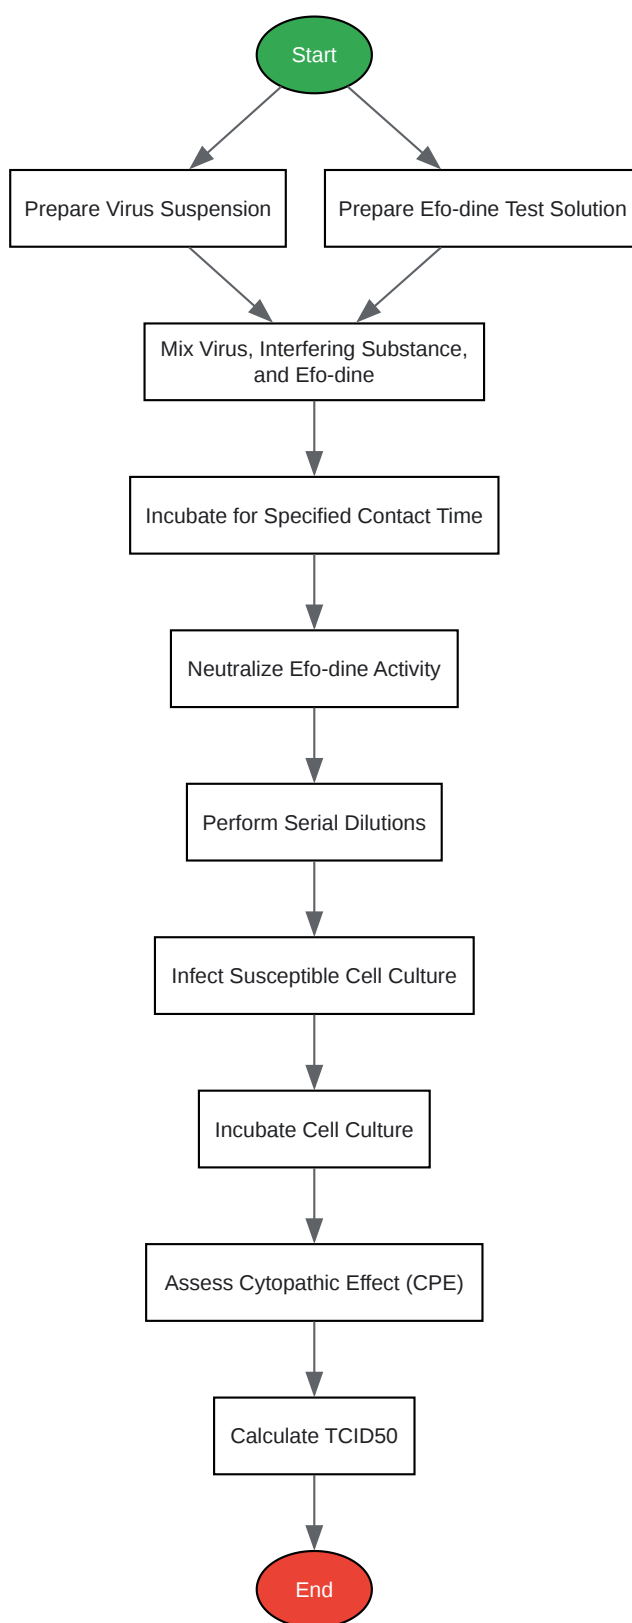 Start
Prepare Virus Suspension
Prepare Efo-dine Test Solution
Mix Virus, Interfering Substance,
and Efo-dine
Incubate for Specified Contact Time
Neutralize Efo-dine Activity
Perform Serial Dilutions
Infect Susceptible Cell Culture
Incubate Cell Culture
Assess Cytopathic Effect (CPE)
Calculate TCID50
End